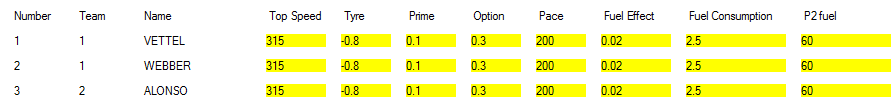 Number Team Name Top Speed Tyre Prime Option Pace Fuel Effect Fuel Consumption P2 fuel
1 1 VETTEL 315 -0.8 0.1 0.3 200 0.02 2.5 60
2 1 WEBBER 315 -0.8 0.1 0.3 200 0.02 2.5 60
3 2 ALONSO 315 -0.8 0.1 0.3 200 0.02 2.5 60